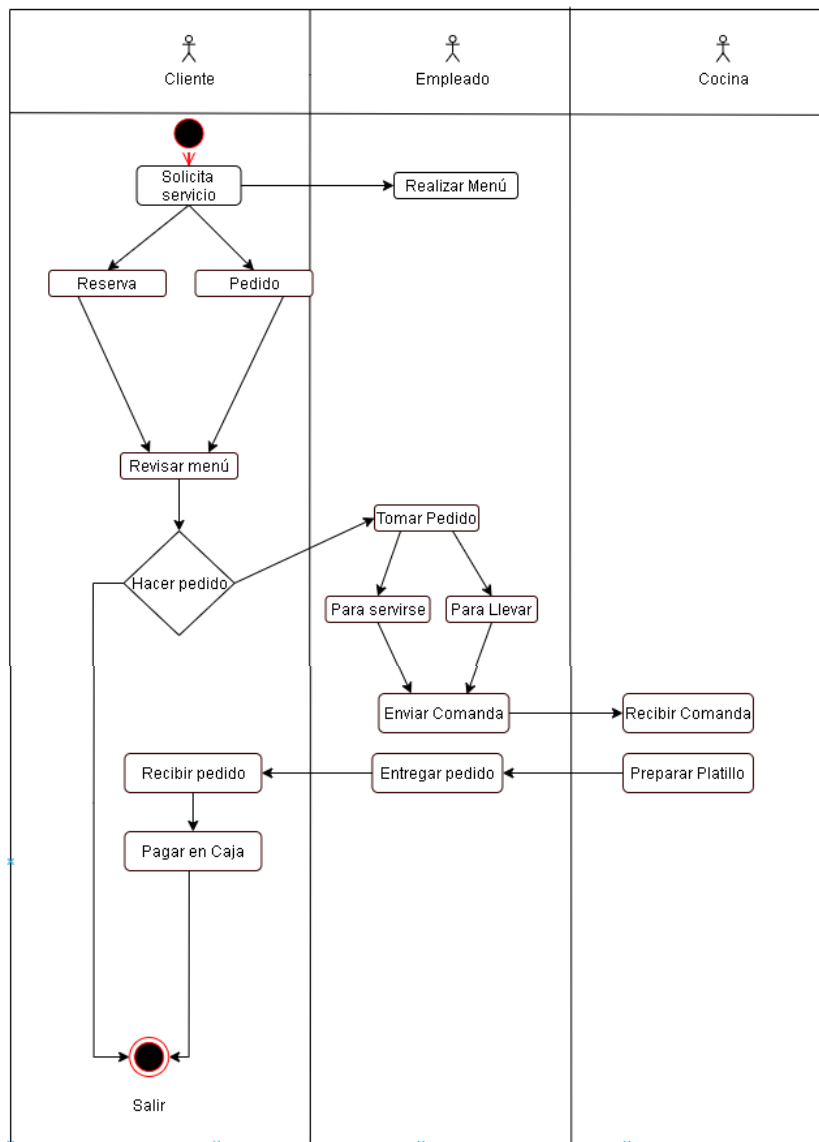 Cliente
Empleado
Cocina
Solicita
servicio
Realizar Menú
Reserva
Pedido
Revisar menú
Tomar Pedido
Hacer pedido
Para servirse
Para Llevar
Enviar Comanda
Recibir Comanda
Recibir pedido
Entregar pedido
Preparar Platillo
Pagar en Caja
Salir